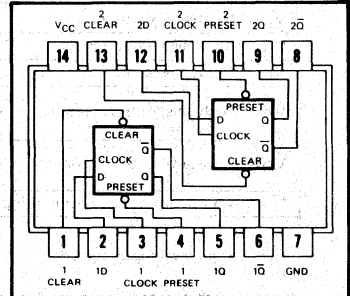 2 2 2
VCC CLEAR 2D CLOCK PRESET 2Q 2Q̅
14 13 12 11 10 9 8
PRESET
D Q
CLOCK
Q̅
CLEAR
CLEAR
Q̅
CLOCK
D Q
PRESET
1 2 3 4 5 6 7
1 1D 1 1 1Q 1Q̅ GND
CLEAR CLOCK PRESET